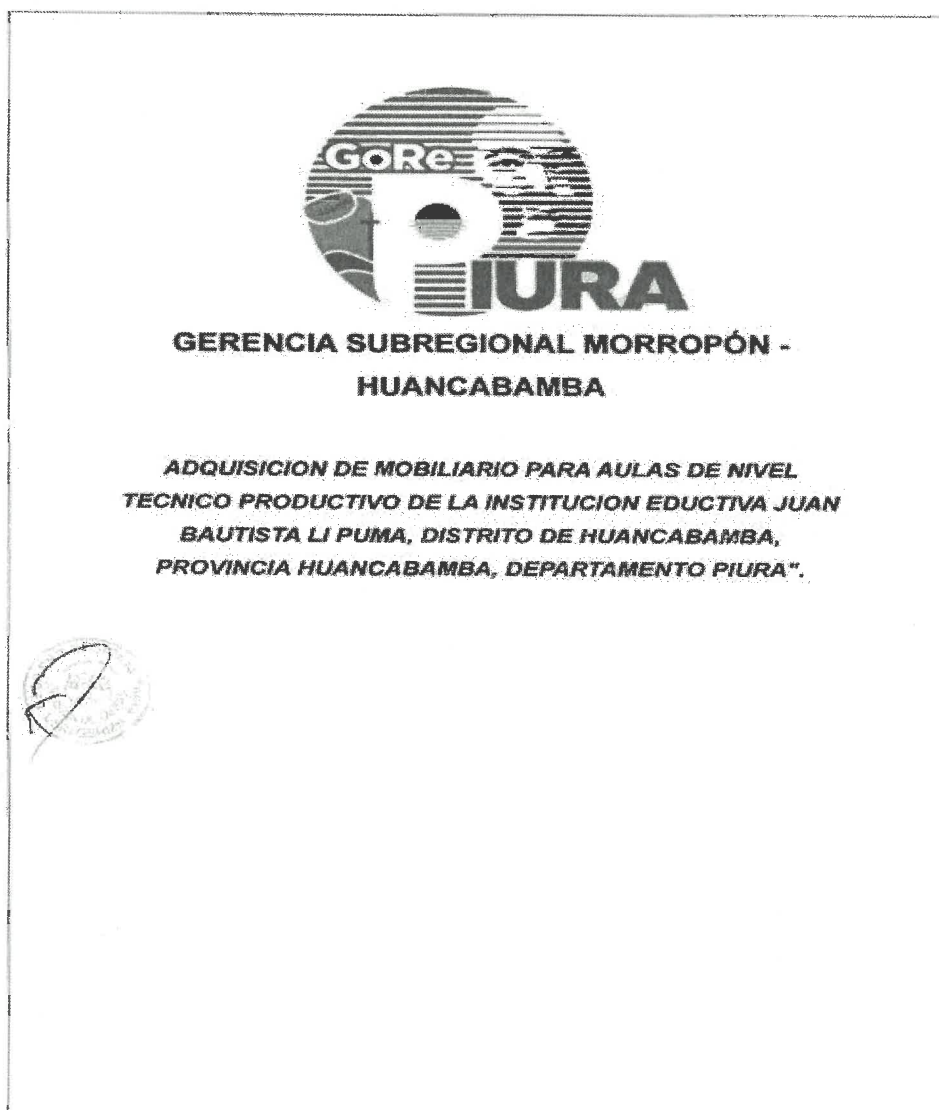 GoRe
PIURA
GERENCIA SUBREGIONAL MORROPÓN -
HUANCABAMBA
ADQUISICION DE MOBILIARIO PARA AULAS DE NIVEL
TECNICO PRODUCTIVO DE LA INSTITUCION EDUCTIVA JUAN
BAUTISTA LI PUMA, DISTRITO DE HUANCABAMBA,
PROVINCIA HUANCABAMBA, DEPARTAMENTO PIURA".